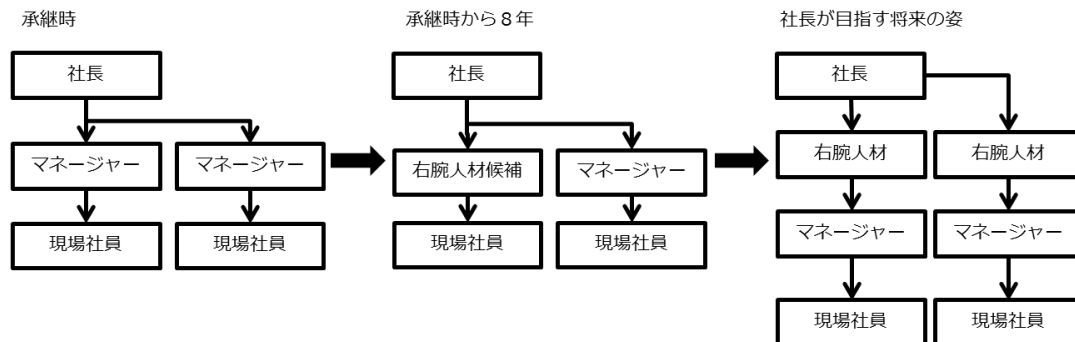 承継時
承継時から８年
社長が目指す将来の姿
社長
マネージャー
マネージャー
現場社員
現場社員
社長
右腕人材候補
マネージャー
現場社員
現場社員
社長
右腕人材
右腕人材
マネージャー
マネージャー
現場社員
現場社員